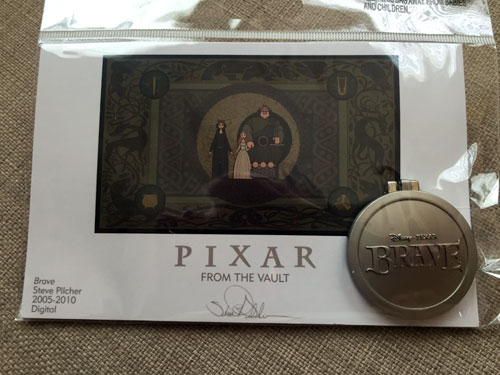 AND CHILDREN.
PIXAR
FROM THE VAULT
Brave
Steve Pilcher
2005-2010
Digital
Disney · PIXAR
BRAVE